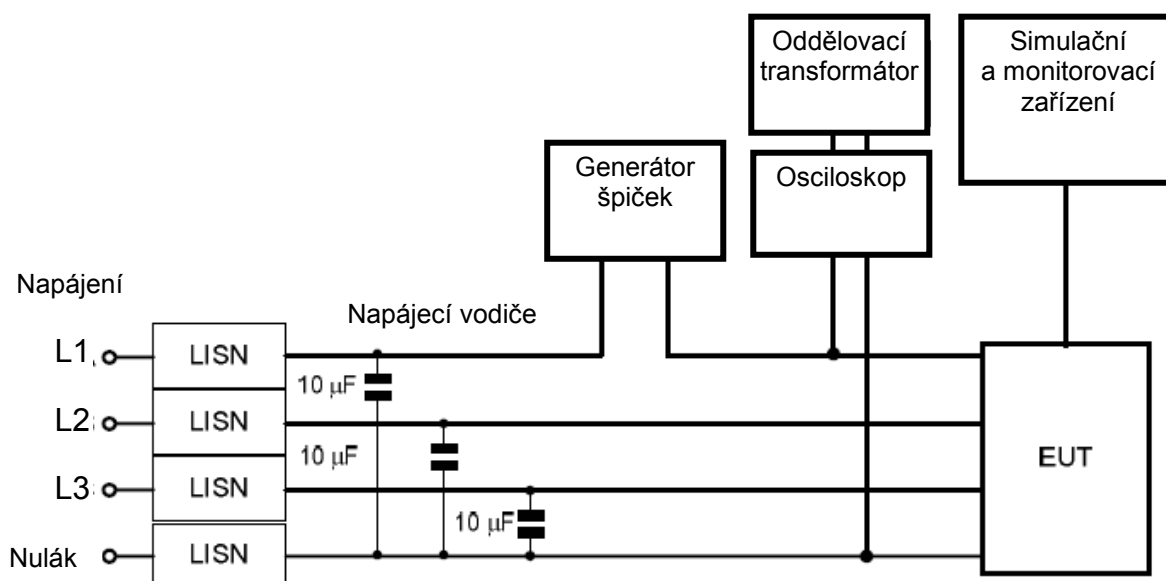 Oddělovací
transformátor
Simulační
a monitorovací
zařízení
Generátor
špiček
Osciloskop
Napájení
Napájecí vodiče
L1
LISN
10 μF
L2
LISN
10 μF
L3
LISN
10 μF
EUT
Nulák
LISN